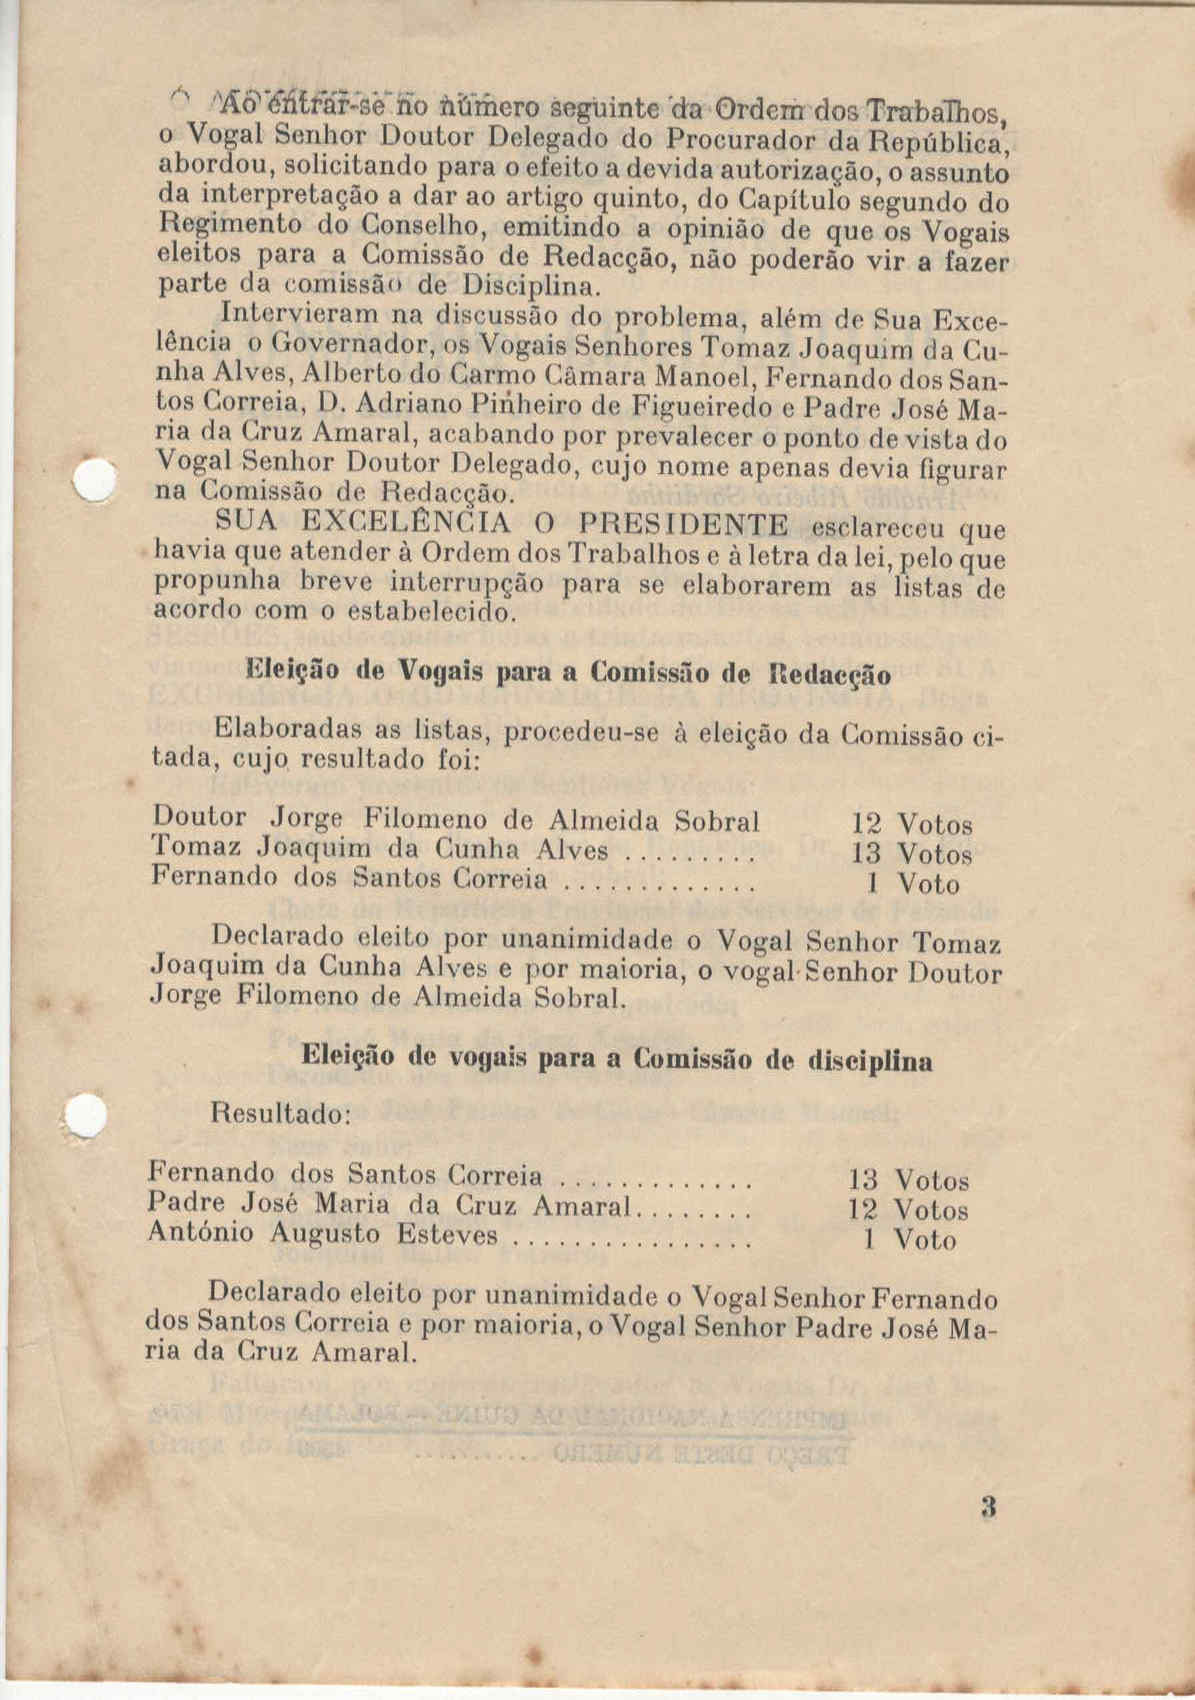 Ao entrar-se no número seguinte da Ordem dos Trabalhos,
o Vogal Senhor Doutor Delegado do Procurador da República,
abordou, solicitando para o efeito a devida autorização, o assunto
da interpretação a dar ao artigo quinto, do Capítulo segundo do
Regimento do Conselho, emitindo a opinião de que os Vogais
eleitos para a Comissão de Redacção, não poderão vir a fazer
parte da comissão de Disciplina.
Intervieram na discussão do problema, além de Sua Exce-
lência o Governador, os Vogais Senhores Tomaz Joaquim da Cu-
nha Alves, Alberto do Carmo Câmara Manoel, Fernando dos San-
tos Correia, D. Adriano Pinheiro de Figueiredo e Padre José Ma-
ria da Cruz Amaral, acabando por prevalecer o ponto de vista do
Vogal Senhor Doutor Delegado, cujo nome apenas devia figurar
na Comissão de Redacção.
SUA EXCELÊNCIA O PRESIDENTE esclareceu que
havia que atender à Ordem dos Trabalhos e à letra da lei, pelo que
propunha breve interrupção para se elaborarem as listas de
acordo com o estabelecido.
Eleição de Vogais para a Comissão de Redacção
Elaboradas as listas, procedeu-se à eleição da Comissão ci-
tada, cujo resultado foi:
Doutor Jorge Filomeno de Almeida Sobral 12 Votos
Tomaz Joaquim da Cunha Alves ......... 13 Votos
Fernando dos Santos Correia ............. 1 Voto
Declarado eleito por unanimidade o Vogal Senhor Tomaz
Joaquim da Cunha Alves e por maioria, o vogal Senhor Doutor
Jorge Filomeno de Almeida Sobral.
Eleição de vogais para a Comissão de disciplina
Resultado:
Fernando dos Santos Correia ............. 13 Votos
Padre José Maria da Cruz Amaral........ 12 Votos
António Augusto Esteves ................ 1 Voto
Declarado eleito por unanimidade o Vogal Senhor Fernando
dos Santos Correia e por maioria, o Vogal Senhor Padre José Ma-
ria da Cruz Amaral.
3